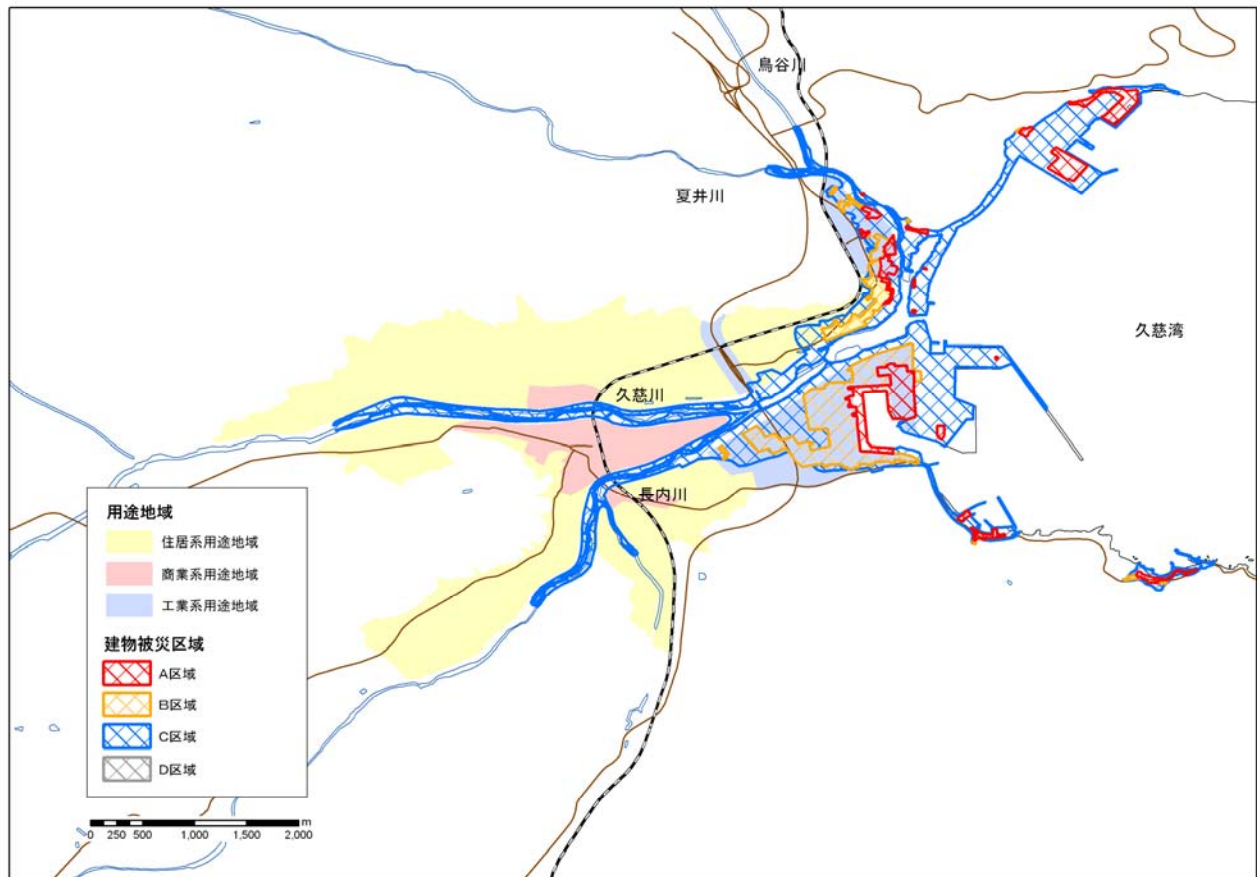 鳥谷川
夏井川
久慈湾
久慈川
長内川
用途地域
住居系用途地域
商業系用途地域
工業系用途地域
建物被災区域
A区域
B区域
C区域
D区域
m
0 250 500 1,000 1,500 2,000